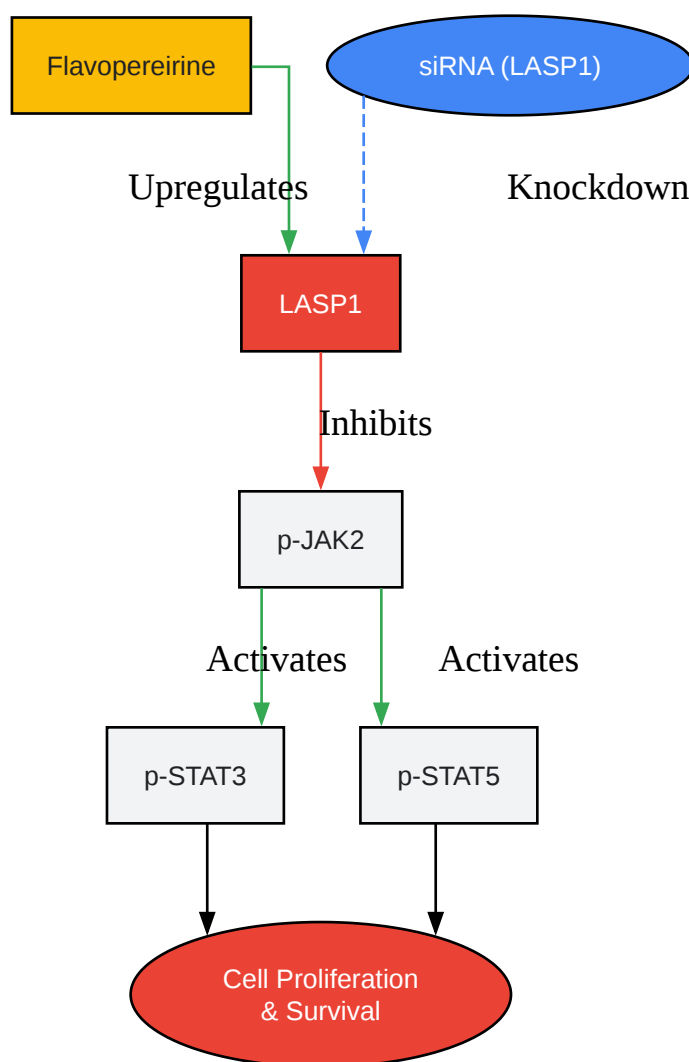 Flavopereirine
siRNA (LASP1)
Upregulates
Knockdown
LASP1
Inhibits
p-JAK2
Activates
Activates
p-STAT3
p-STAT5
Cell Proliferation
& Survival